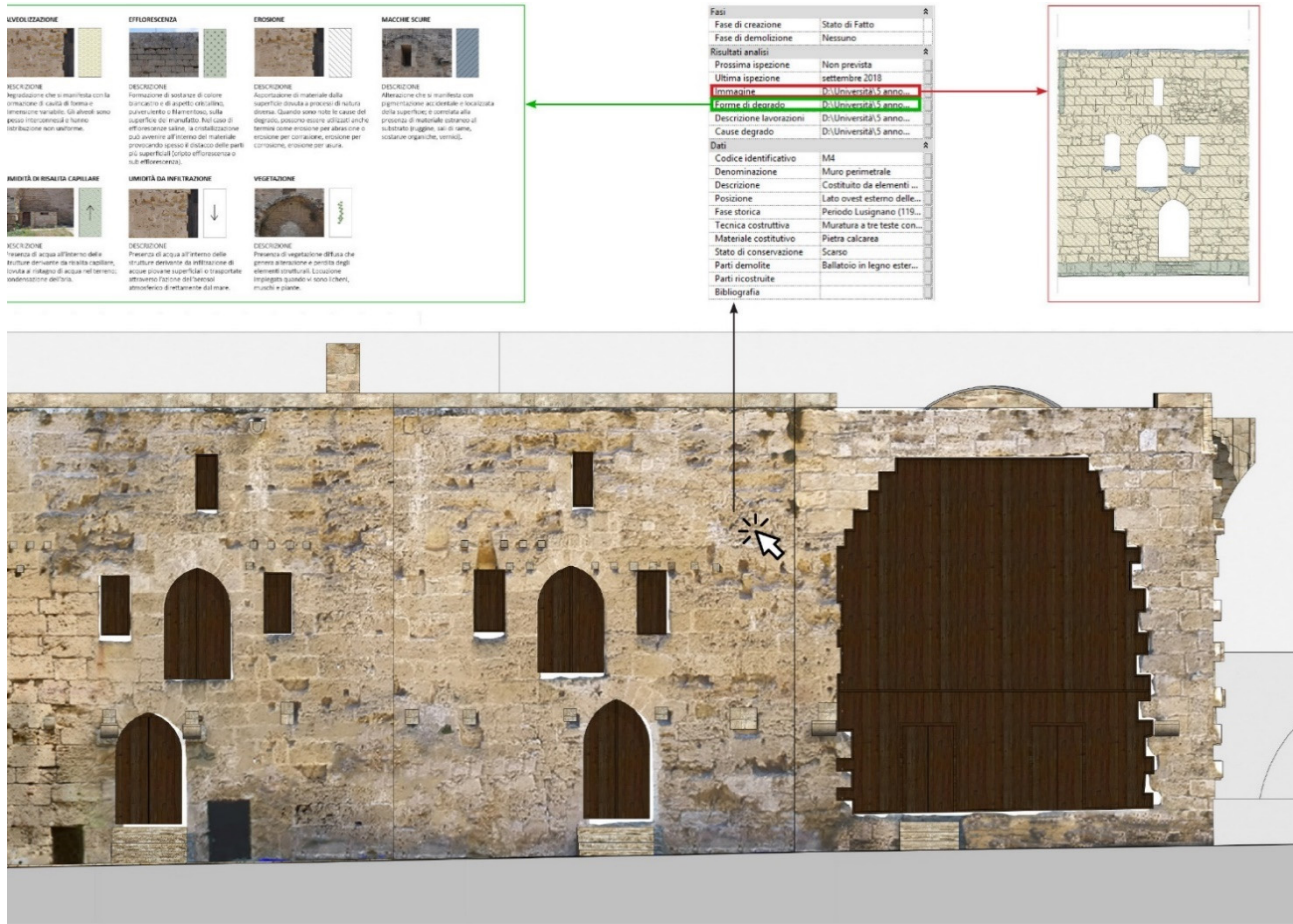 ALVEOLIZZAZIONE
DESCRIZIONE
Degradazione che si manifesta con la
formazione di cavità di forma e
dimensione variabile. Gli alveoli sono
spesso interconnessi e hanno
distribuzione non uniforme.
EFFLORESCENZA
DESCRIZIONE
Formazione di sostanze di colore
biancastro e di aspetto cristallino,
pulverulento o filamentoso, sulla
superficie del manufatto. Nel caso di
efflorescenze saline, la cristallizzazione
può avvenire all'interno del materiale
provocando spesso il distacco delle parti
più superficiali (cripto efflorescenza o
sub efflorescenza).
EROSIONE
DESCRIZIONE
Asportazione di materiale dalla
superficie dovuta a processi di natura
diversa. Quando sono note le cause del
degrado, possono essere utilizzati anche
termini come erosione per abrasione o
erosione per corrasione, erosione per
corrosione, erosione per usura.
MACCHIE SCURE
DESCRIZIONE
Alterazione che si manifesta con
pigmentazione accidentale e localizzata
della superficie; è correlata alla
presenza di materiale estraneo al
substrato (ruggine, sali di rame,
sostanze organiche, vernici).
UMIDITÀ DI RISALITA CAPILLARE
DESCRIZIONE
Presenza di acqua all'interno delle
strutture derivante da risalita capillare,
dovuta al ristagno di acqua nel terreno;
condensazione dell'aria.
UMIDITÀ DA INFILTRAZIONE
DESCRIZIONE
Presenza di acqua all'interno delle
strutture derivante da infiltrazione di
acque piovane superficiali o trasportate
attraverso l'azione dell'aerosol
atmosferico direttamente dal mare.
VEGETAZIONE
DESCRIZIONE
Presenza di vegetazione diffusa che
genera alterazione e perdita degli
elementi strutturali. Locuzione
impiegata quando vi sono licheni,
muschi e piante.
Fasi
Fase di creazione Stato di Fatto
Fase di demolizione Nessuno
Risultati analisi
Prossima ispezione Non prevista
Ultima ispezione settembre 2018
Immagine D:\Università\5 anno...
Forme di degrado D:\Università\5 anno...
Descrizione lavorazioni D:\Università\5 anno...
Cause degrado D:\Università\5 anno...
Dati
Codice identificativo M4
Denominazione Muro perimetrale
Descrizione Costituito da elementi ...
Posizione Lato ovest esterno delle...
Fase storica Periodo Lusignano (119...
Tecnica costruttiva Muratura a tre teste con...
Materiale costitutivo Pietra calcarea
Stato di conservazione Scarso
Parti demolite Ballatoio in legno ester...
Parti ricostruite
Bibliografia